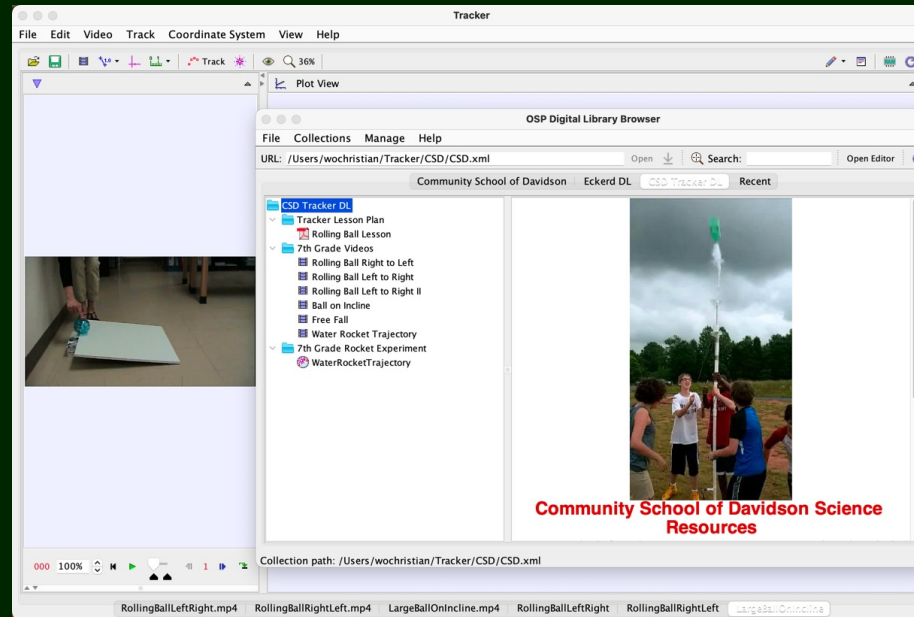 Tracker
File Edit Video Track Coordinate System View Help
Track 36%
Plot View
OSP Digital Library Browser
File Collections Manage Help
URL: /Users/wochristian/Tracker/CSD/CSD.xml Open Search: Open Editor
Community School of Davidson Eckerd DL CSD Tracker DL Recent
CSD Tracker DL
Tracker Lesson Plan
Rolling Ball Lesson
7th Grade Videos
Rolling Ball Right to Left
Rolling Ball Left to Right
Rolling Ball Left to Right II
Ball on Incline
Free Fall
Water Rocket Trajectory
7th Grade Rocket Experiment
WaterRocketTrajectory
Community School of Davidson Science
Resources
000 100% 1
Collection path: /Users/wochristian/Tracker/CSD/CSD.xml
RollingBallLeftRight.mp4 RollingBallRightLeft.mp4 LargeBallOnIncline.mp4 RollingBallLeftRight RollingBallRightLeft LargeBallOnIncline